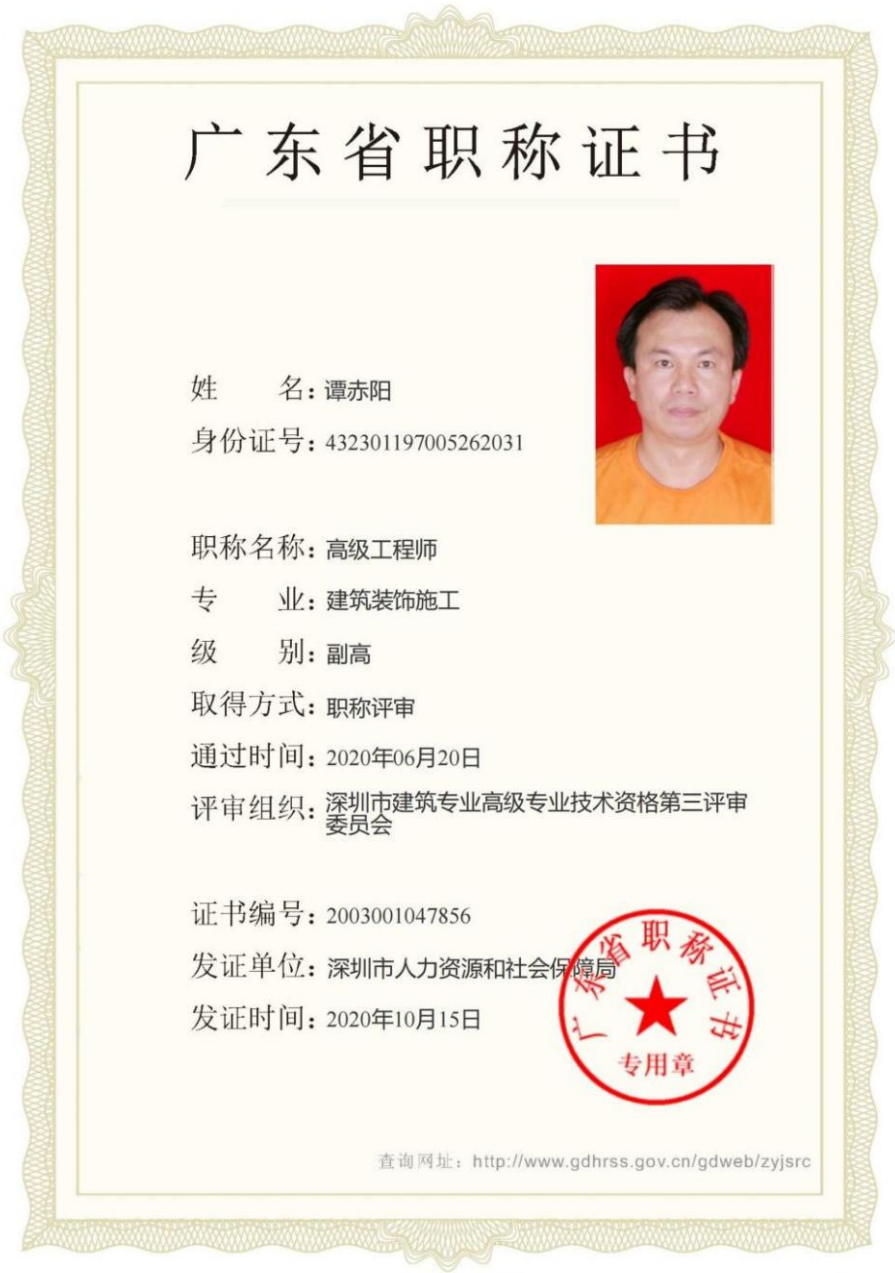 广东省职称证书
姓 名：谭赤阳
身份证号：432301197005262031
职称名称：高级工程师
专 业：建筑装饰施工
级 别：副高
取得方式：职称评审
通过时间：2020年06月20日
评审组织：深圳市建筑专业高级专业技术资格第三评审
委员会
证书编号：2003001047856
发证单位：深圳市人力资源和社会保障局
发证时间：2020年10月15日
广东省职称证书
专用章
查询网址：http://www.gdhrss.gov.cn/gdweb/zyjsrc